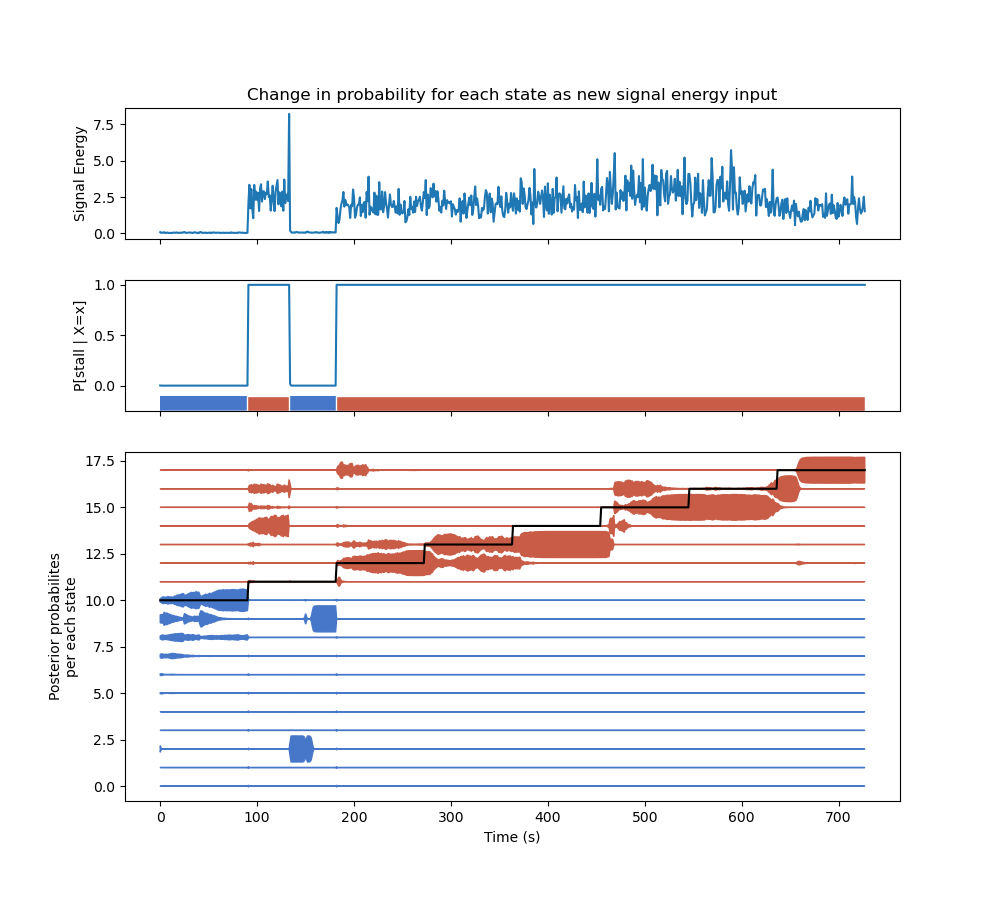 Change in probability for each state as new signal energy input
Signal Energy
7.5
5.0
2.5
0.0
P[stall | X=x]
1.0
0.5
0.0
Posterior probabilites
per each state
17.5
15.0
12.5
10.0
7.5
5.0
2.5
0.0
0 100 200 300 400 500 600 700
Time (s)